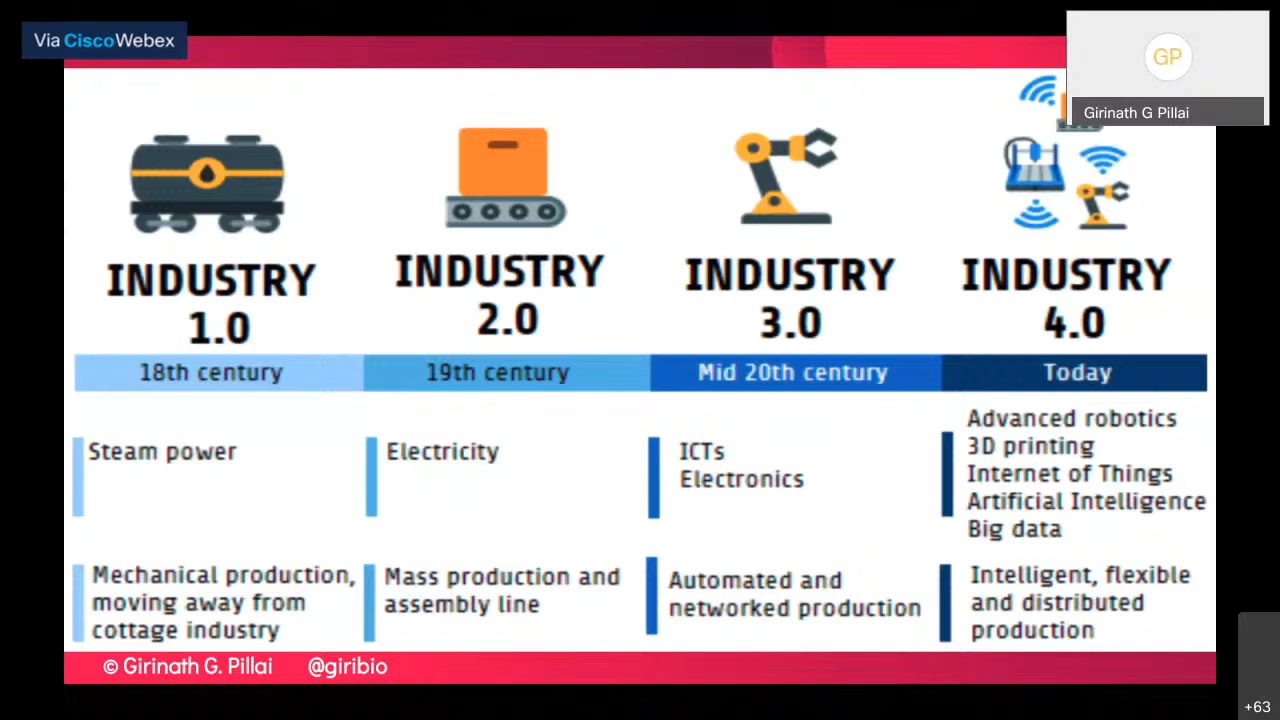 Via CiscoWebex
GP
Girinath G Pillai
INDUSTRY
1.0
INDUSTRY
2.0
INDUSTRY
3.0
INDUSTRY
4.0
18th century
19th century
Mid 20th century
Today
Steam power
Electricity
ICTs
Electronics
Advanced robotics
3D printing
Internet of Things
Artificial Intelligence
Big data
Mechanical production,
moving away from
cottage industry
Mass production and
assembly line
Automated and
networked production
Intelligent, flexible
and distributed
production
© Girinath G. Pillai @giribio
+63